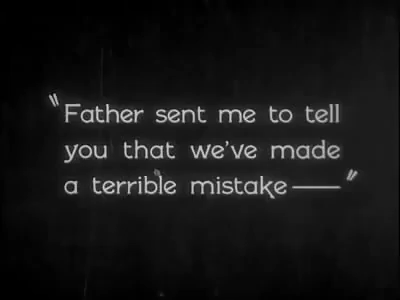 "Father sent me to tell
you that we've made
a terrible mistake——"